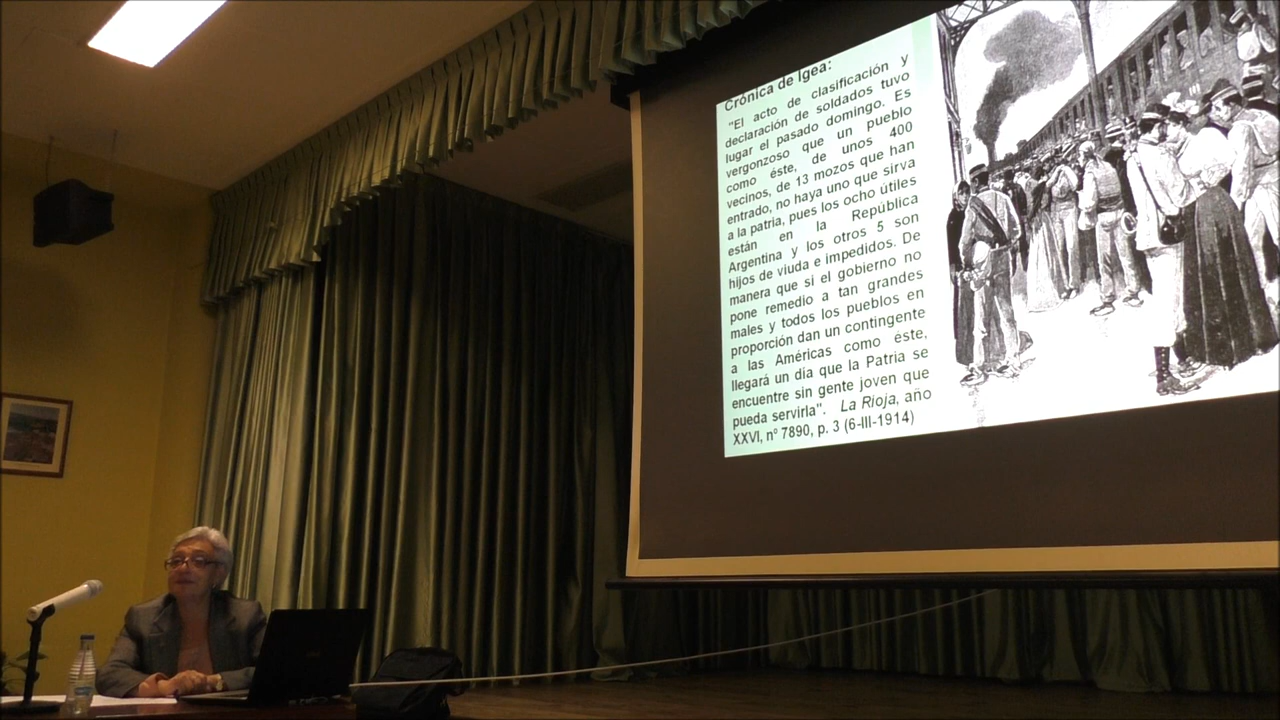 Crónica de Igea:
"El acto de clasificación y
declaración de soldados tuvo
lugar el pasado domingo. Es
vergonzoso que un pueblo
como éste, de unos 400
vecinos, de 13 mozos que han
entrado, no haya uno que sirva
a la patria, pues los ocho útiles
están en la República
Argentina y los otros 5 son
hijos de viuda e impedidos. De
manera que si el gobierno no
pone remedio a tan grandes
males y todos los pueblos en
proporción dan un contingente
a las Américas como éste,
llegará un día que la Patria se
encuentre sin gente joven que
pueda servirla". La Rioja, año
XXVI, nº 7890, p. 3 (6-III-1914)